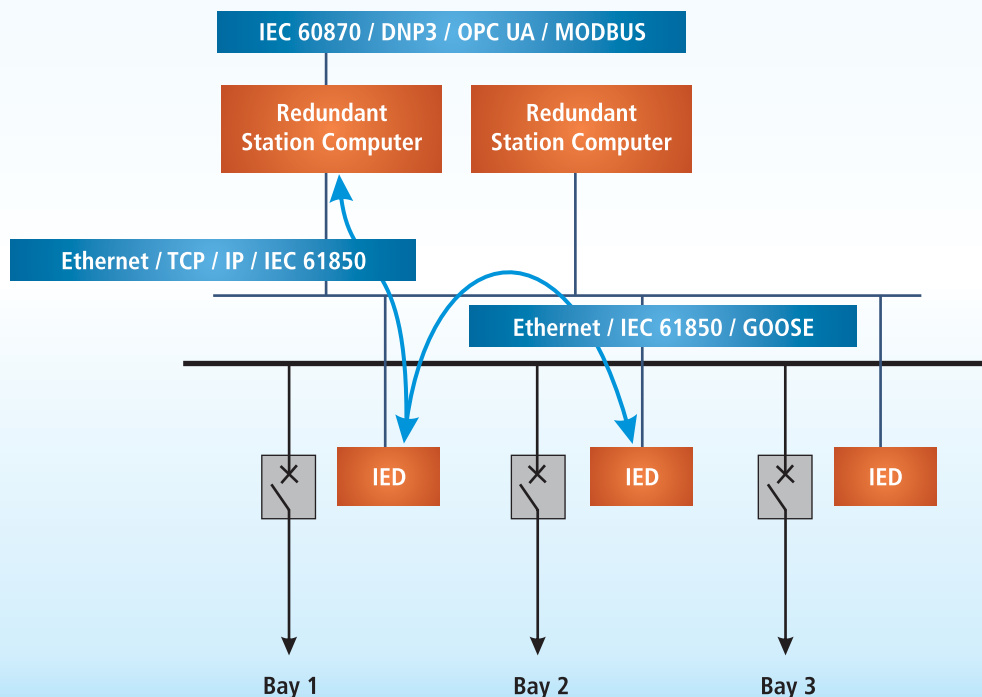 IEC 60870 / DNP3 / OPC UA / MODBUS
Redundant
Station Computer
Redundant
Station Computer
Ethernet / TCP / IP / IEC 61850
Ethernet / IEC 61850 / GOOSE
IED
IED
IED
Bay 1
Bay 2
Bay 3